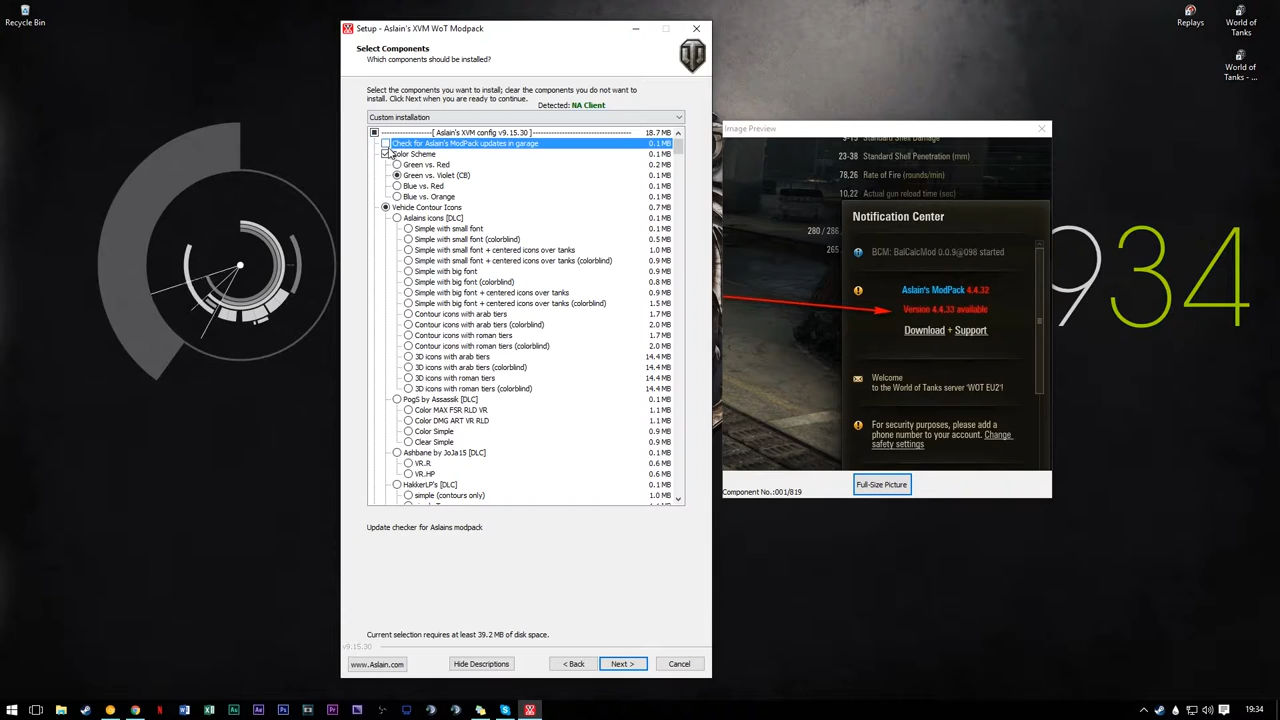 Recycle Bin
Replays
World of
Tanks
World of
Tanks - ...
Setup - Aslain's XVM WoT Modpack
Select Components
Which components should be installed?
Select the components you want to install; clear the components you do not want to
install. Click Next when you are ready to continue.
Detected: NA Client
Custom installation
[ Aslain's XVM config v9.15.30 ] 18.7 MB
Check for Aslain's ModPack updates in garage 0.1 MB
Color Scheme 0.1 MB
Green vs. Red 0.2 MB
Green vs. Violet (CB) 0.1 MB
Blue vs. Red 0.1 MB
Blue vs. Orange 0.1 MB
Vehicle Contour Icons 0.7 MB
Aslains icons [DLC] 0.1 MB
Simple with small font 0.1 MB
Simple with small font (colorblind) 0.5 MB
Simple with small font + centered icons over tanks 1.0 MB
Simple with small font + centered icons over tanks (colorblind) 0.9 MB
Simple with big font 0.9 MB
Simple with big font (colorblind) 0.8 MB
Simple with big font + centered icons over tanks 0.9 MB
Simple with big font + centered icons over tanks (colorblind) 1.5 MB
Contour icons with arab tiers 1.7 MB
Contour icons with arab tiers (colorblind) 2.0 MB
Contour icons with roman tiers 1.7 MB
Contour icons with roman tiers (colorblind) 2.0 MB
3D icons with arab tiers 14.4 MB
3D icons with arab tiers (colorblind) 14.4 MB
3D icons with roman tiers 14.4 MB
3D icons with roman tiers (colorblind) 14.4 MB
PogS by Assassik [DLC] 0.1 MB
Color MAX FSR RLD VR 1.1 MB
Color DMG ART VR RLD 1.1 MB
Color Simple 0.9 MB
Clear Simple 0.9 MB
Ashbane by JoJa15 [DLC] 0.1 MB
VR.R 0.6 MB
VR.HP 0.6 MB
HakkerLP's [DLC] 0.1 MB
simple (contours only) 1.0 MB
Update checker for Aslains modpack
Current selection requires at least 39.2 MB of disk space.
v9.15.30
www.Aslain.com
Hide Descriptions
< Back
Next >
Cancel
Image Preview
Standard Shell Damage
23-38 Standard Shell Penetration (mm)
78,26 Rate of Fire (rounds/min)
10,22 Actual gun reload time (sec)
280 / 286
265
Notification Center
BCM: BalCalcMod 0.0.9@098 started
Aslain's ModPack 4.4.32
Version 4.4.33 available
Download + Support
Welcome
to the World of Tanks server 'WOT EU2'!
For security purposes, please add a
phone number to your account. Change
safety settings
Component No.:001/819
Full-Size Picture
934
19:34